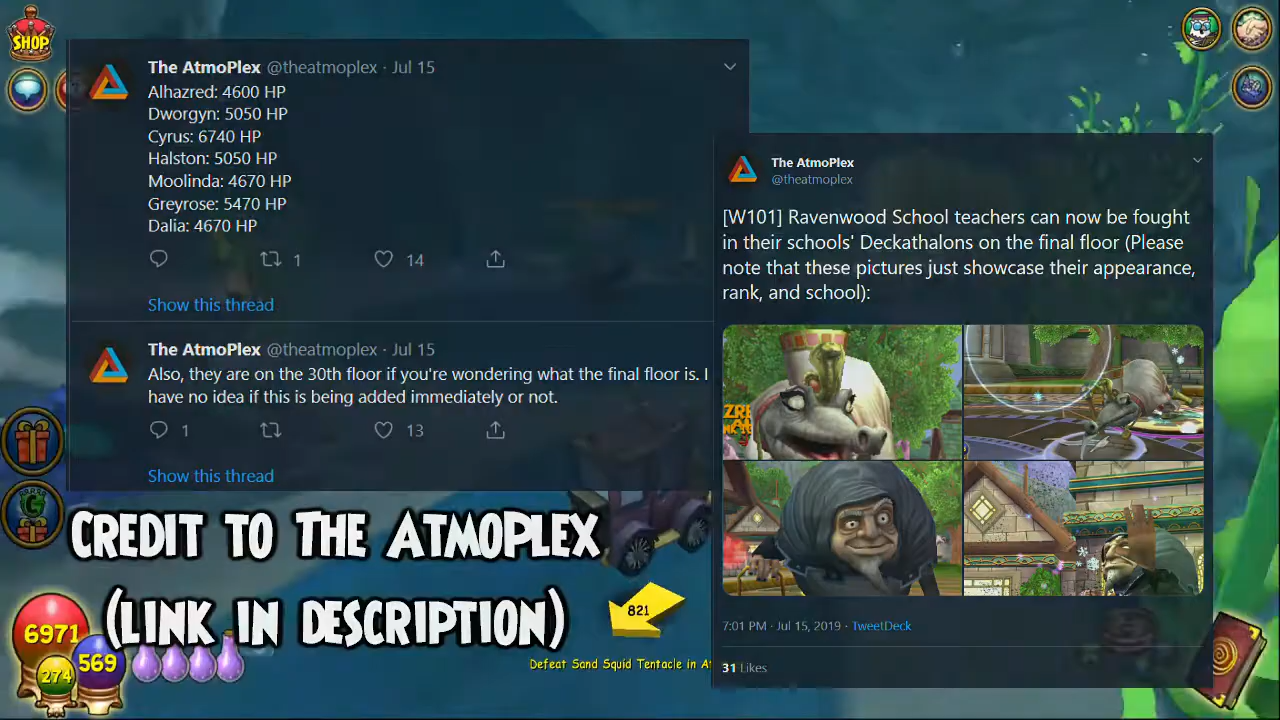 SHOP
The AtmoPlex @theatmoplex · Jul 15
Alhazred: 4600 HP
Dworgyn: 5050 HP
Cyrus: 6740 HP
Halston: 5050 HP
Moolinda: 4670 HP
Greyrose: 5470 HP
Dalia: 4670 HP
1
14
Show this thread
The AtmoPlex @theatmoplex · Jul 15
Also, they are on the 30th floor if you're wondering what the final floor is. I
have no idea if this is being added immediately or not.
1
13
Show this thread
The AtmoPlex
@theatmoplex
[W101] Ravenwood School teachers can now be fought
in their schools' Deckathalons on the final floor (Please
note that these pictures just showcase their appearance,
rank, and school):
7:01 PM · Jul 15, 2019 · TweetDeck
31 Likes
CREDIT TO THE ATMOPLEX
(LINK IN DESCRIPTION)
821
6971
569
274
Defeat Sand Squid Tentacle in